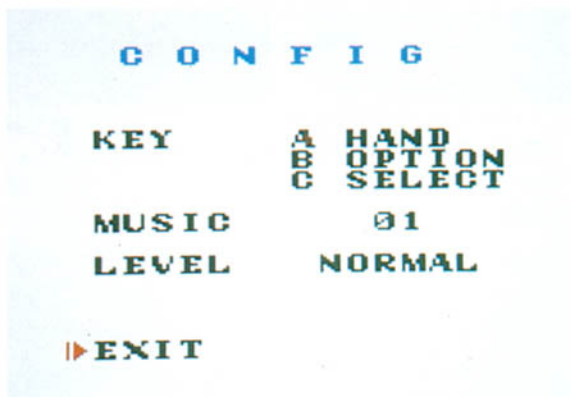 CONFIG
KEY A HAND
B OPTION
C SELECT
MUSIC 01
LEVEL NORMAL
EXIT